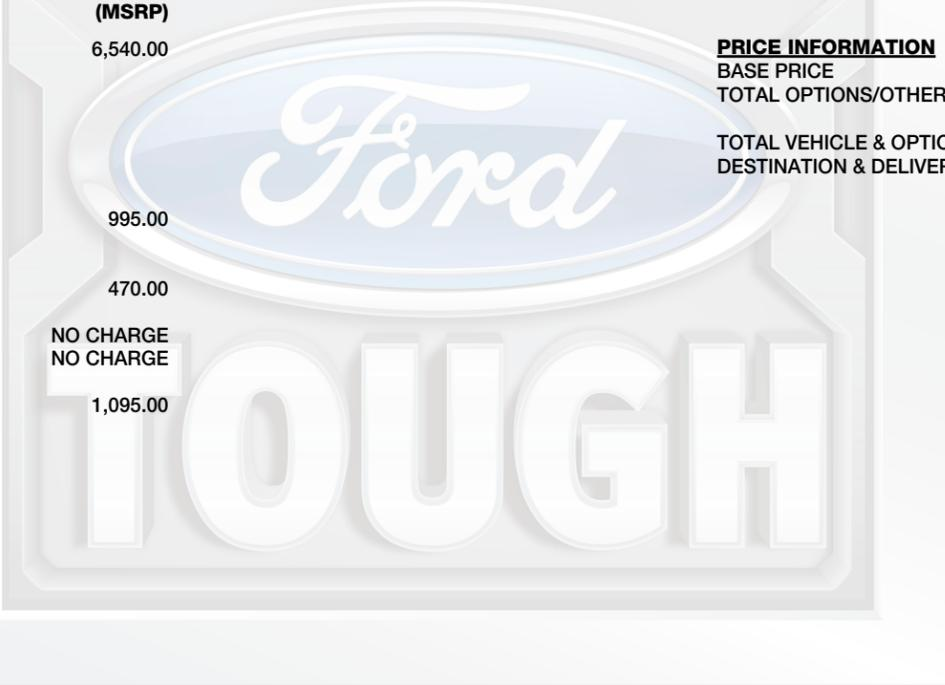 (MSRP)
6,540.00
995.00
470.00
NO CHARGE
NO CHARGE
1,095.00
PRICE INFORMATION
BASE PRICE
TOTAL OPTIONS/OTHER
TOTAL VEHICLE & OPTIO
DESTINATION & DELIVER
Ford
TOUGH